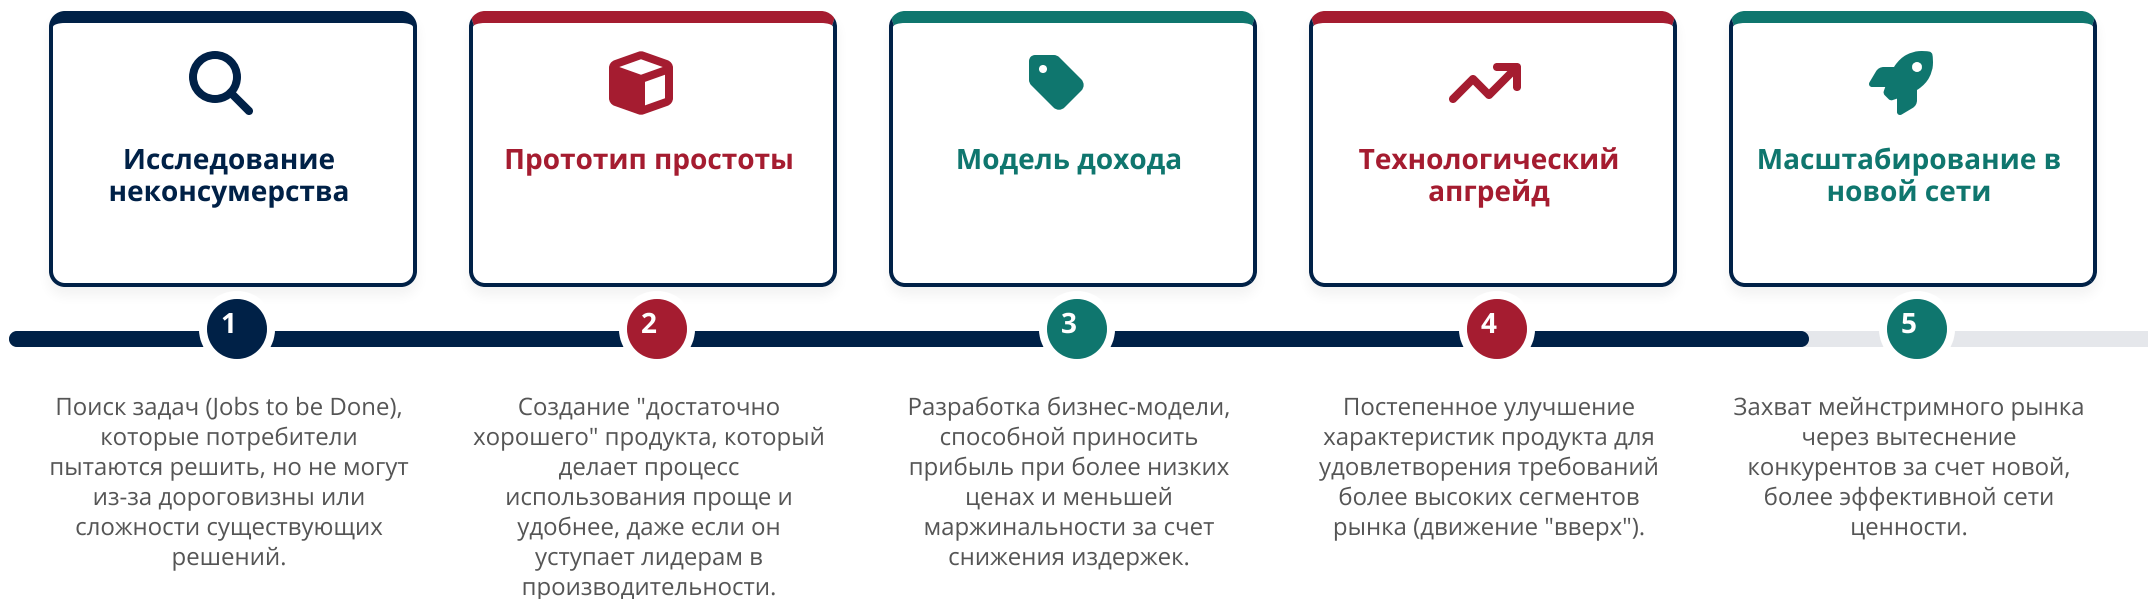 Исследование
неконсумерства
Прототип простоты
Модель дохода
Технологический
апгрейд
Масштабирование в
новой сети
1
2
3
4
5
Поиск задач (Jobs to be Done),
которые потребители
пытаются решить, но не могут
из-за дороговизны или
сложности существующих
решений.
Создание "достаточно
хорошего" продукта, который
делает процесс
использования проще и
удобнее, даже если он
уступает лидерам в
производительности.
Разработка бизнес-модели,
способной приносить
прибыль при более низких
ценах и меньшей
маржинальности за счет
снижения издержек.
Постепенное улучшение
характеристик продукта для
удовлетворения требований
более высоких сегментов
рынка (движение "вверх").
Захват мейнстримного рынка
через вытеснение
конкурентов за счет новой,
более эффективной сети
ценности.